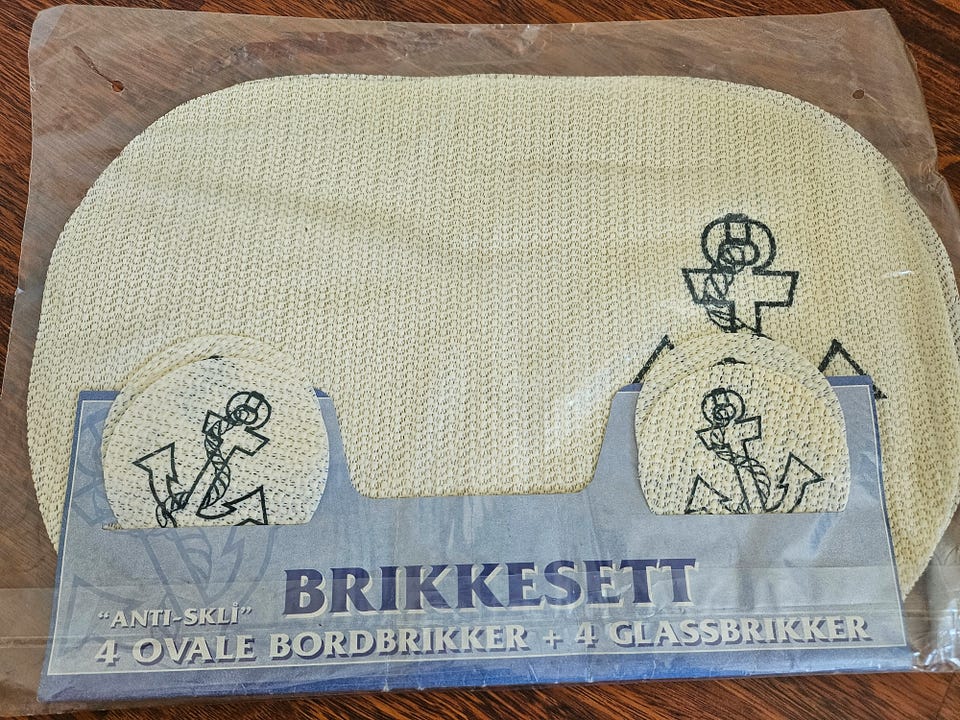 BRIKKESETT
"ANTI-SKLi"
4 OVALE BORDBRIKKER + 4 GLASSBRIKKER